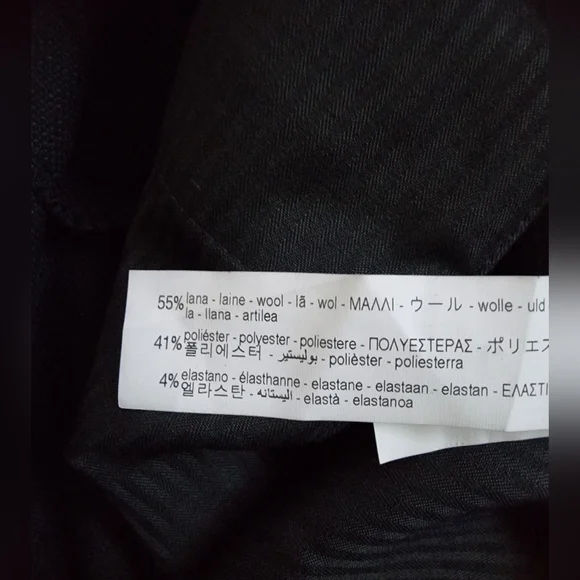 55% lana - laine - wool - lã - wol - ΜΑΛΛΙ - ウール - wolle - uld
la - llana - artilea
41% poliéster - polyester - poliestere - ΠΟΛΥΕΣΤΕΡΑΣ - ポリエス
폴리에스터 - بوليستير - polièster - poliesterra
4% elastano - élasthanne - elastane - elastaan - elastan - ΕΛΑΣΤΙ
엘라스탄 - اليستانه - elastà - elastanoa